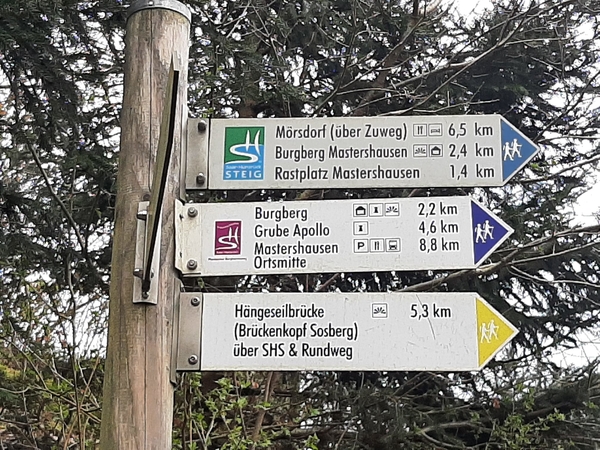 Mörsdorf (über Zuweg) 6,5 km
Burgberg Mastershausen 2,4 km
Rastplatz Mastershausen 1,4 km
STEIG
Burgberg 2,2 km
Grube Apollo 4,6 km
Mastershausen P 8,8 km
Ortsmitte
Hängeseilbrücke 5,3 km
(Brückenkopf Sosberg)
über SHS & Rundweg